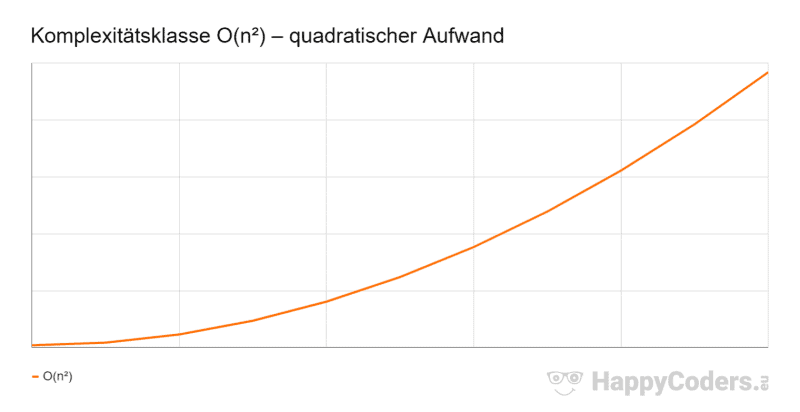 Komplexitätsklasse O(n²) – quadratischer Aufwand
O(n²)
HappyCoders.eu